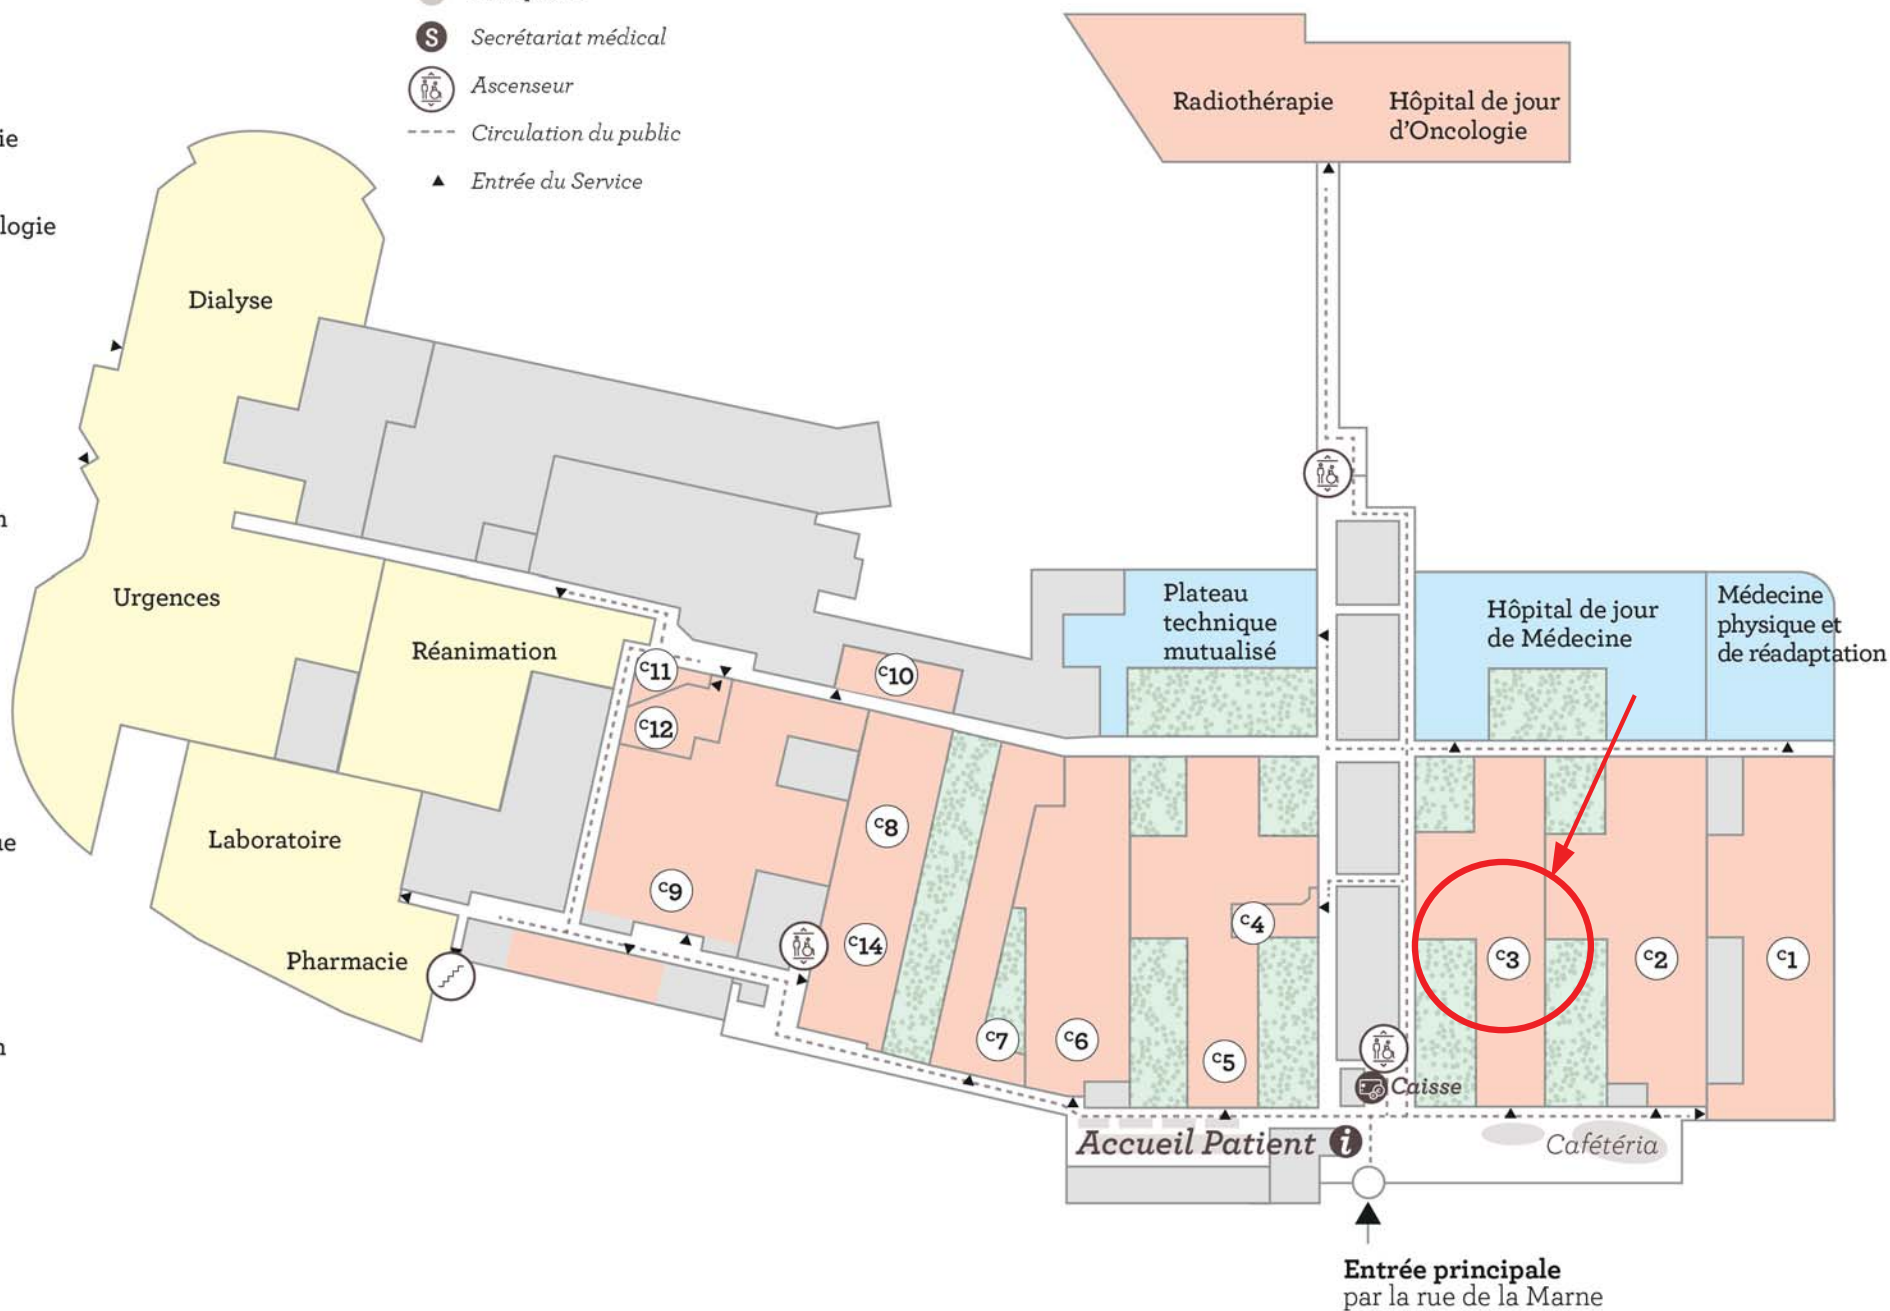 S Secrétariat médical
Ascenseur
Circulation du public
Entrée du Service
ie
logie
n
ue
n
Radiothérapie
Hôpital de jour
d'Oncologie
Dialyse
Urgences
Réanimation
Laboratoire
Pharmacie
Plateau
technique
mutualisé
Hôpital de jour
de Médecine
Médecine
physique et
de réadaptation
C11
C12
C10
C9
C8
C14
C7
C6
C5
C4
C3
C2
C1
Caisse
Accueil Patient i
Cafétéria
Entrée principale
par la rue de la Marne